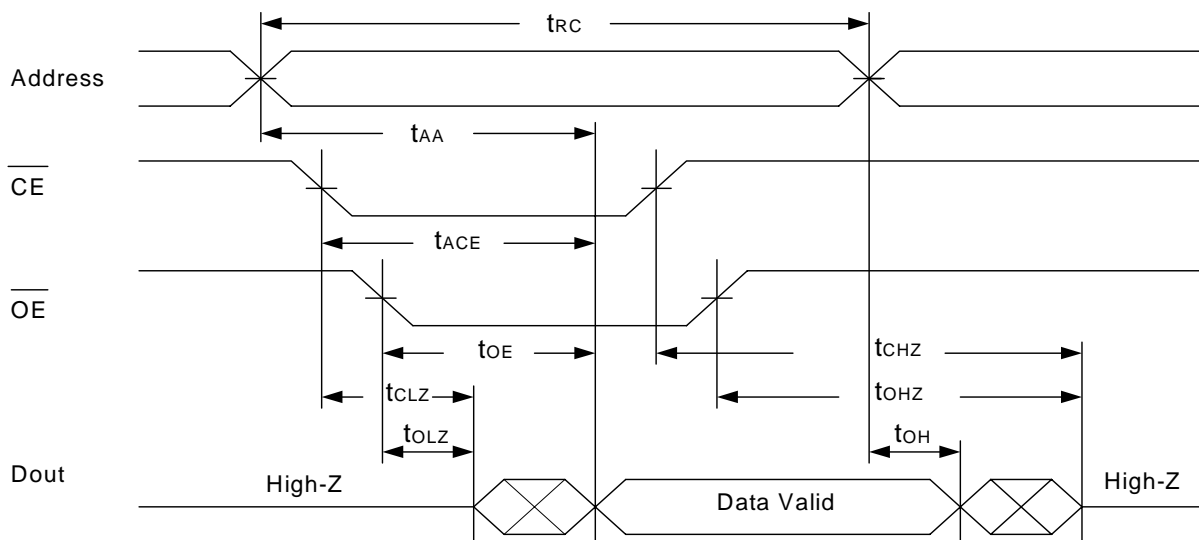 tRC
Address
tAA
CE
tACE
OE
tOE
tCHZ
tCLZ
tOHZ
tOLZ
tOH
Dout
High-Z
Data Valid
High-Z